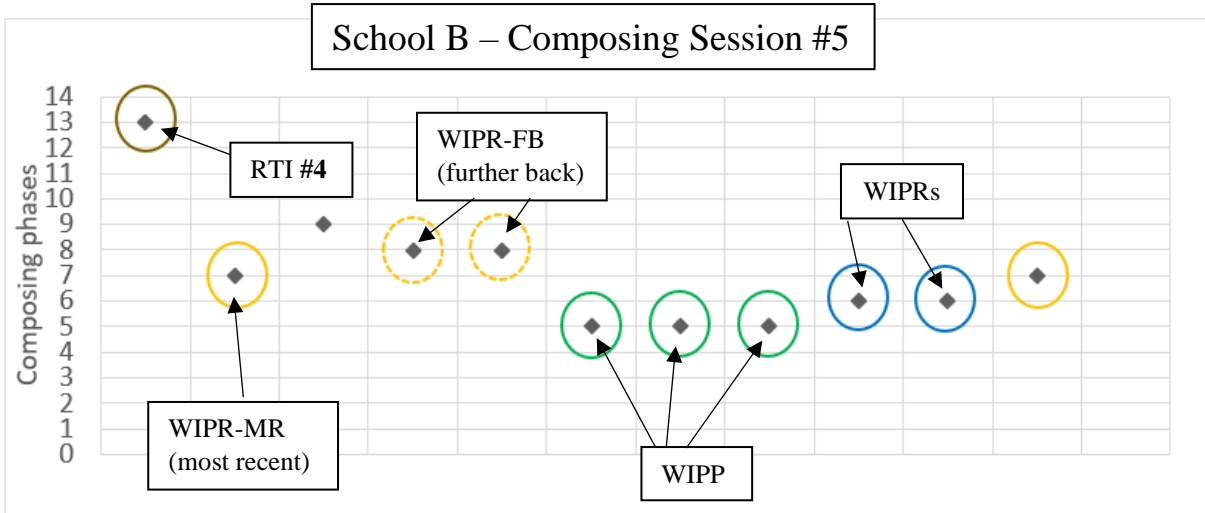 School B – Composing Session #5
Composing phases
14
13
12
11
10
9
8
7
6
5
4
3
2
1
0
RTI #4
WIPR-FB
(further back)
WIPRs
WIPR-MR
(most recent)
WIPP